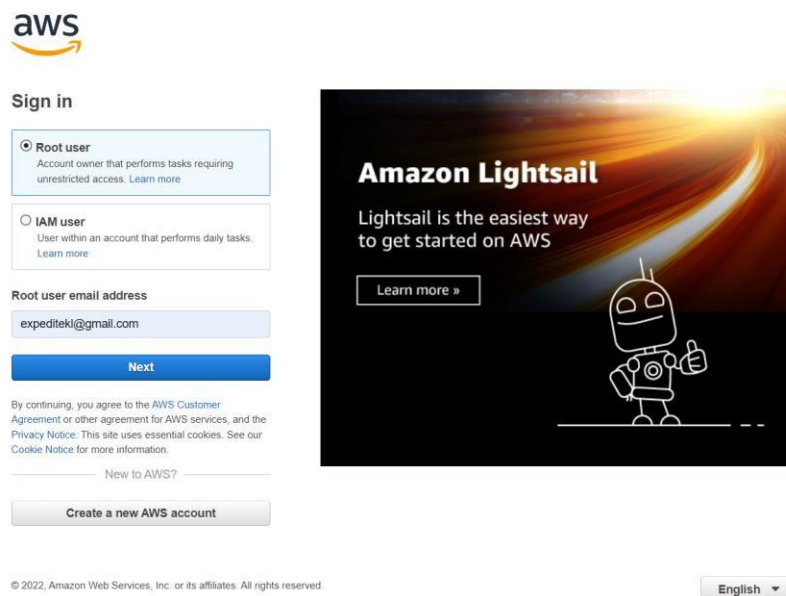 aws
Sign in
Root user
Account owner that performs tasks requiring
unrestricted access. Learn more
IAM user
User within an account that performs daily tasks.
Learn more
Root user email address
expeditekl@gmail.com
Next
By continuing, you agree to the AWS Customer
Agreement or other agreement for AWS services, and the
Privacy Notice. This site uses essential cookies. See our
Cookie Notice for more information.
New to AWS?
Create a new AWS account
Amazon Lightsail
Lightsail is the easiest way
to get started on AWS
Learn more »
© 2022, Amazon Web Services, Inc. or its affiliates. All rights reserved.
English